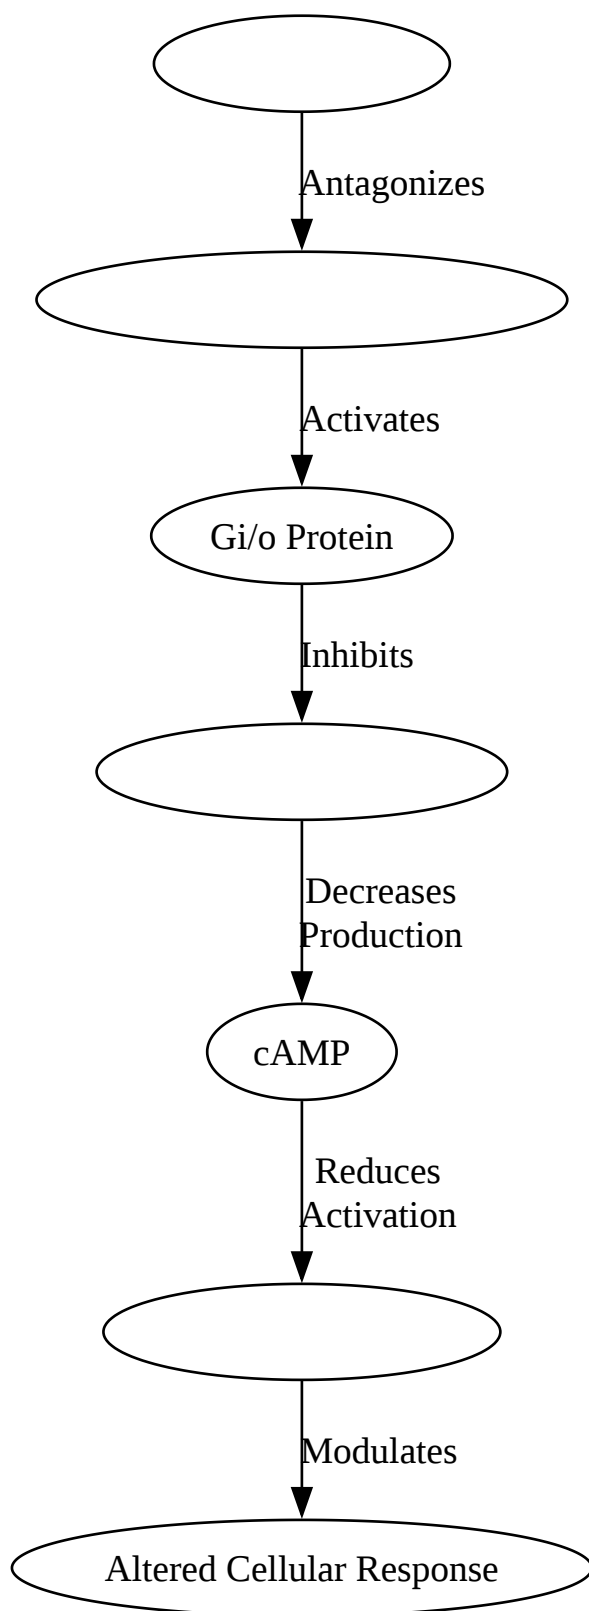 Antagonizes
Activates
Gi/o Protein
Inhibits
Decreases
Production
cAMP
Reduces
Activation
Modulates
Altered Cellular Response